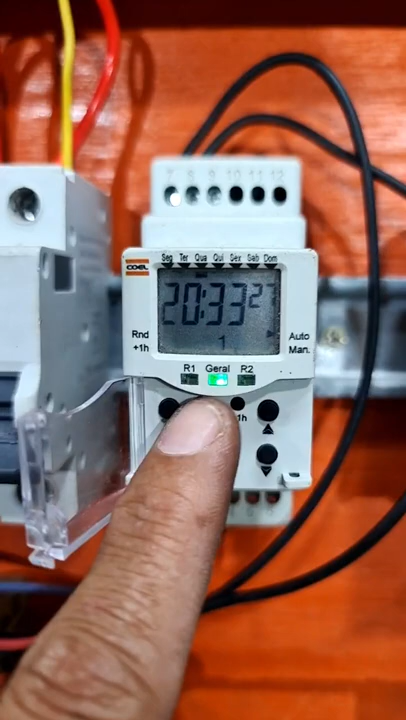 7 8 9 10 11 12
Seg Ter Qua Qui Sex Sab Dom
COEL
20:33 27
Rnd
+1h
1
Auto
Man.
R1 Geral R2
1h